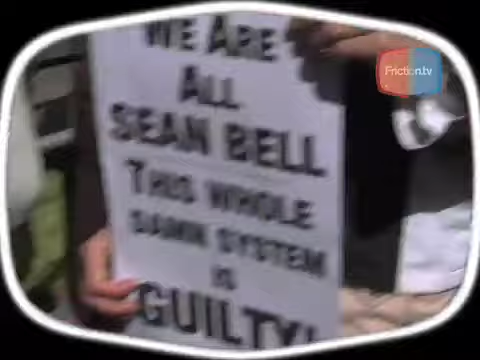 WE ARE
ALL
SEAN BELL
THIS WHOLE
DAMN SYSTEM
IS
GUILTY!
Friction.tv